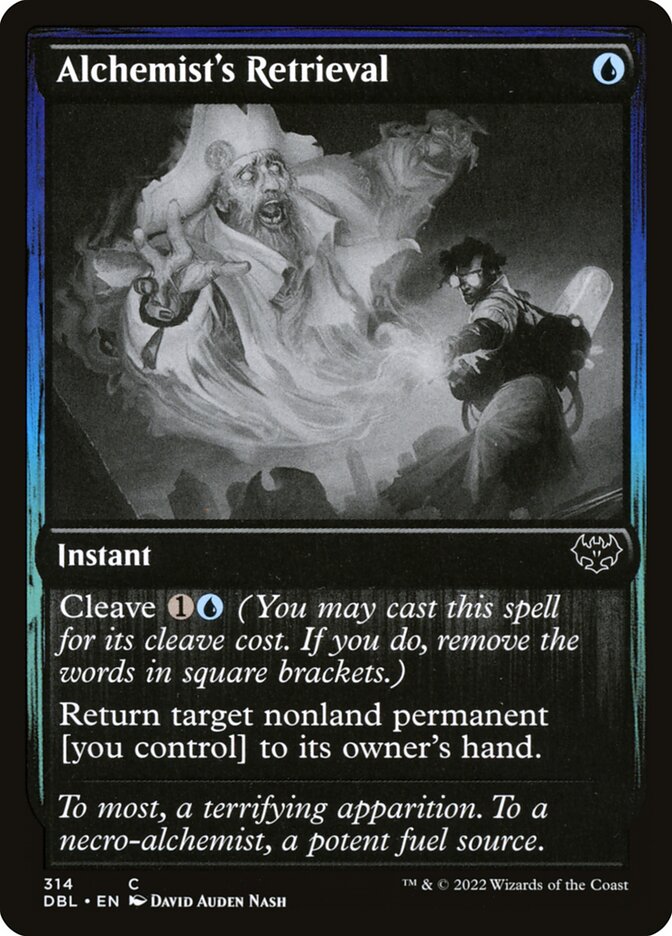 Alchemist's Retrieval
Instant
Cleave 1 (You may cast this spell
for its cleave cost. If you do, remove the
words in square brackets.)
Return target nonland permanent
[you control] to its owner's hand.
To most, a terrifying apparition. To a
necro-alchemist, a potent fuel source.
314 C
DBL • EN David Auden Nash
™ & © 2022 Wizards of the Coast